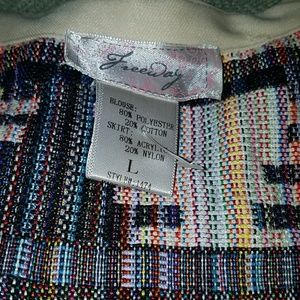 Freeway
BLOUSE:
80% POLYESTER
20% COTTON
SKIRT:
80% ACRYLIC
20% NYLON
L